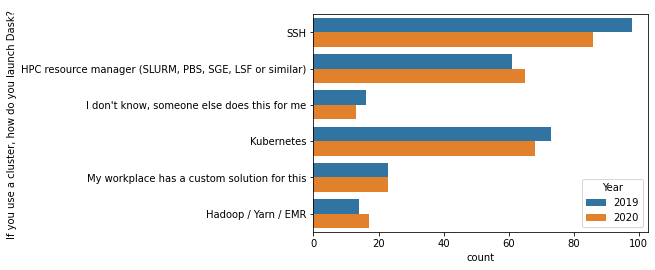 If you use a cluster, how do you launch Dask?
SSH
HPC resource manager (SLURM, PBS, SGE, LSF or similar)
I don't know, someone else does this for me
Kubernetes
My workplace has a custom solution for this
Hadoop / Yarn / EMR
0 20 40 60 80 100
count
Year
2019
2020